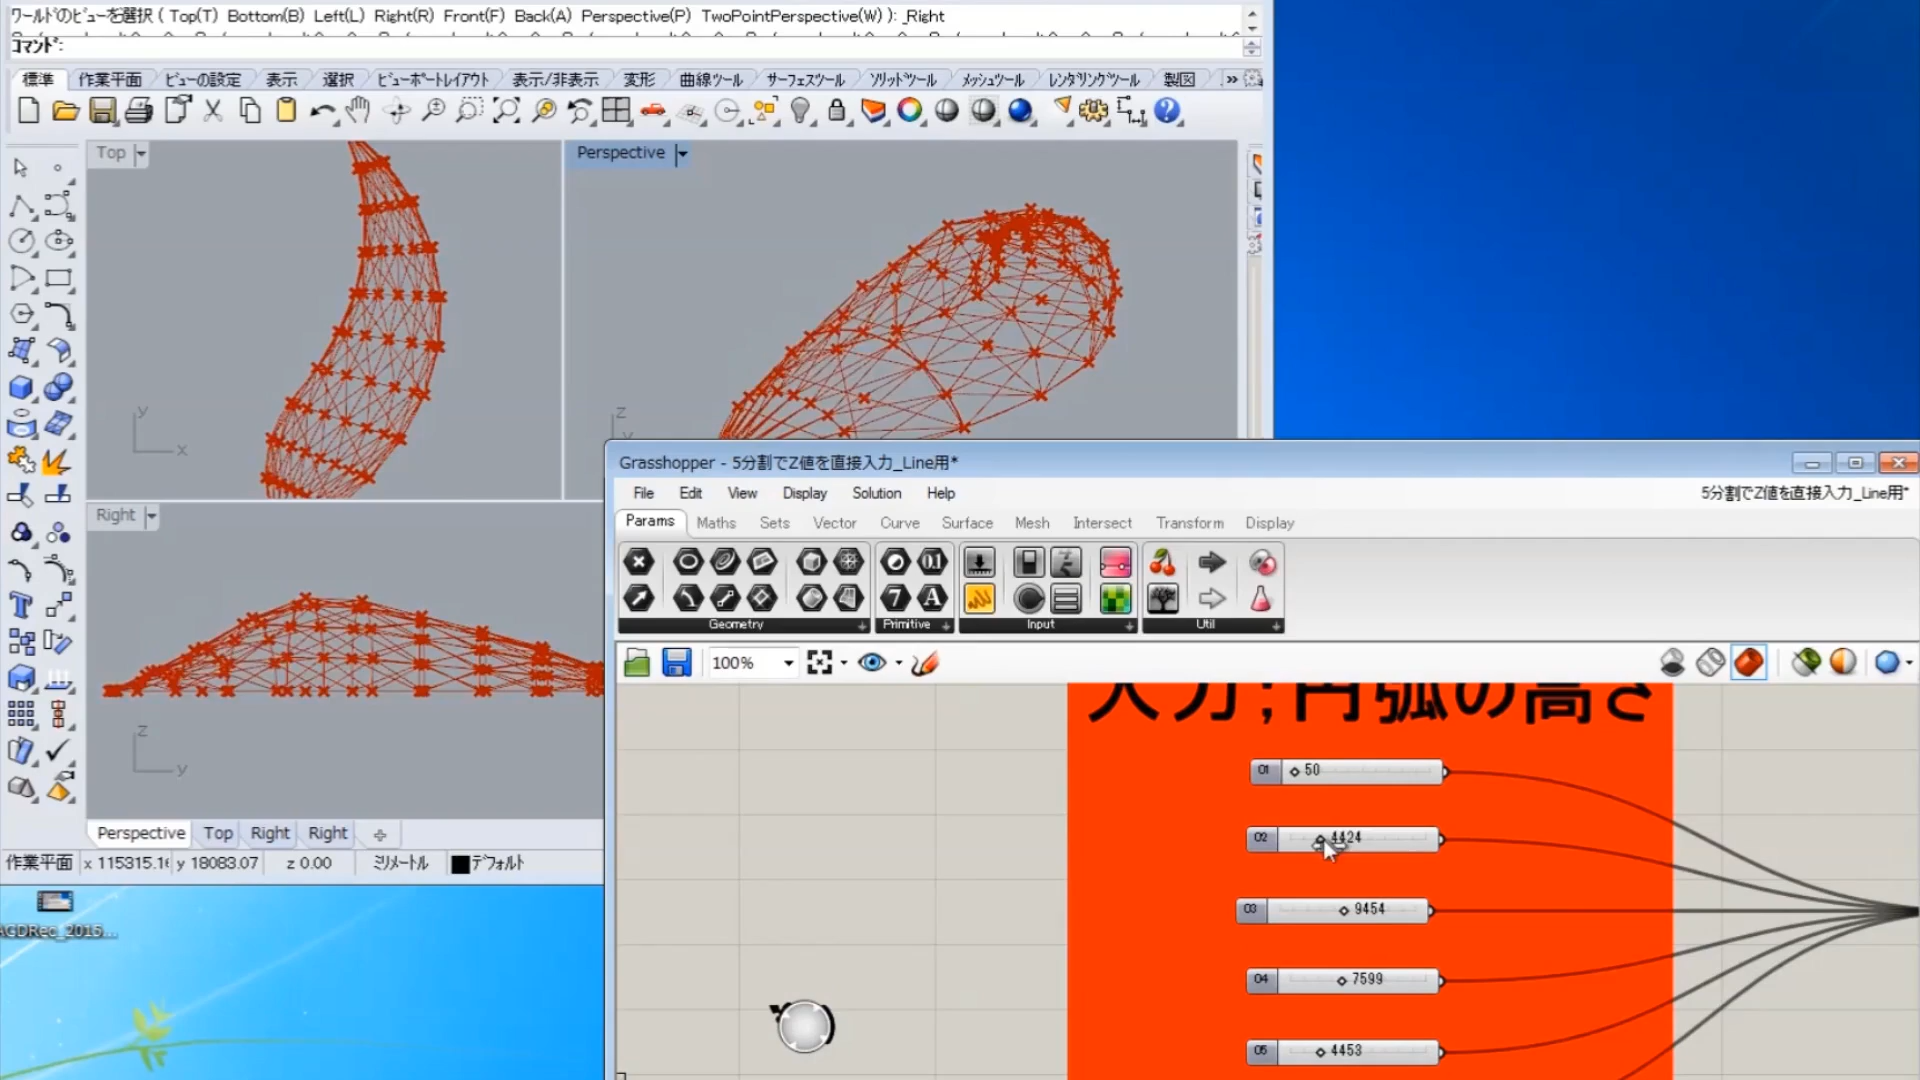 ワールドのビューを選択 ( Top(T) Bottom(B) Left(L) Right(R) Front(F) Back(A) Perspective(P) TwoPointPerspective(W) ): _Right
コマンド:
標準 作業平面 ビューの設定 表示 選択 ビューポートレイアウト 表示/非表示 変形 曲線ツール サーフェスツール ソリッドツール メッシュツール レンダリングツール 製図 »
Top
Perspective
y
x
z
Right
z
y
Perspective Top Right Right
作業平面 x 115315.1 y 18083.07 z 0.00 ミリメートル デフォルト
AGDRec_2015...
Grasshopper - 5分割でZ値を直接入力_Line用*
File Edit View Display Solution Help
5分割でZ値を直接入力_Line用*
Params Maths Sets Vector Curve Surface Mesh Intersect Transform Display
Geometry Primitive Input Util
100%
入力;円弧の高さ
01 50
02 4424
03 9454
04 7599
05 4453